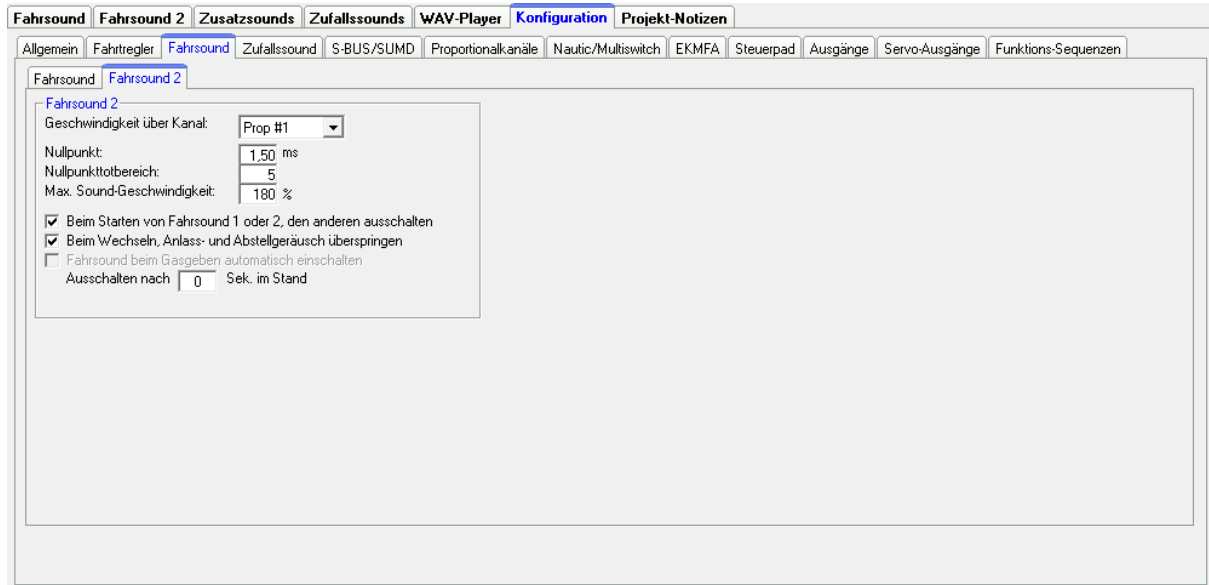 Fahrsound Fahrsound 2 Zusatzsounds Zufallssounds WAV-Player Konfiguration Projekt-Notizen
Allgemein Fahrtregler Fahrsound Zufallssound S-BUS/SUMD Proportionalkanäle Nautic/Multiswitch EKMFA Steuerpad Ausgänge Servo-Ausgänge Funktions-Sequenzen
Fahrsound Fahrsound 2
Fahrsound 2
Geschwindigkeit über Kanal: Prop #1
Nullpunkt: 1,50 ms
Nullpunkttotbereich: 5
Max. Sound-Geschwindigkeit: 180 %
Beim Starten von Fahrsound 1 oder 2, den anderen ausschalten
Beim Wechseln, Anlass- und Abstellgeräusch überspringen
Fahrsound beim Gasgeben automatisch einschalten
Ausschalten nach 0 Sek. im Stand